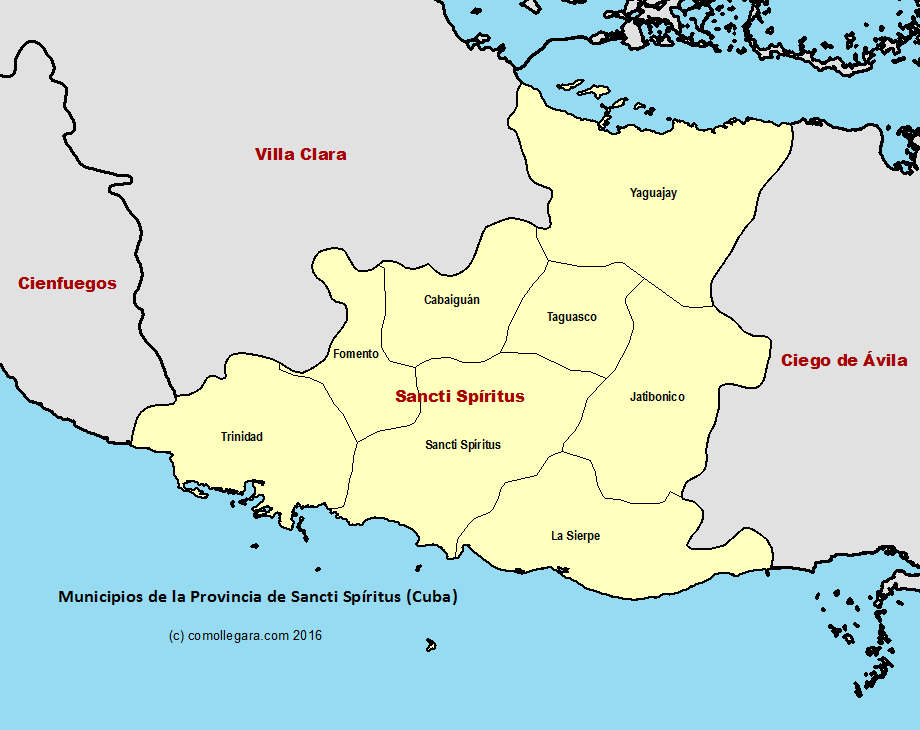 Villa Clara
Yaguajay
Cienfuegos
Cabaiguán
Taguasco
Fomento
Ciego de Ávila
Sancti Spíritus
Jatibonico
Trinidad
Sancti Spíritus
La Sierpe
Municipios de la Provincia de Sancti Spíritus (Cuba)
(c) comollegara.com 2016